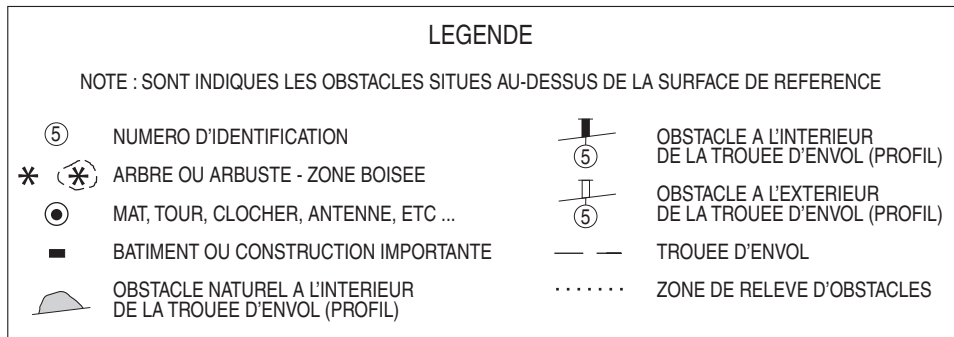 LEGENDE
NOTE : SONT INDIQUES LES OBSTACLES SITUES AU-DESSUS DE LA SURFACE DE REFERENCE
5 NUMERO D'IDENTIFICATION
ARBRE OU ARBUSTE - ZONE BOISEE
MAT, TOUR, CLOCHER, ANTENNE, ETC ...
BATIMENT OU CONSTRUCTION IMPORTANTE
OBSTACLE NATUREL A L'INTERIEUR
DE LA TROUEE D'ENVOL (PROFIL)
OBSTACLE A L'INTERIEUR
5 DE LA TROUEE D'ENVOL (PROFIL)
OBSTACLE A L'EXTERIEUR
5 DE LA TROUEE D'ENVOL (PROFIL)
TROUEE D'ENVOL
ZONE DE RELEVE D'OBSTACLES